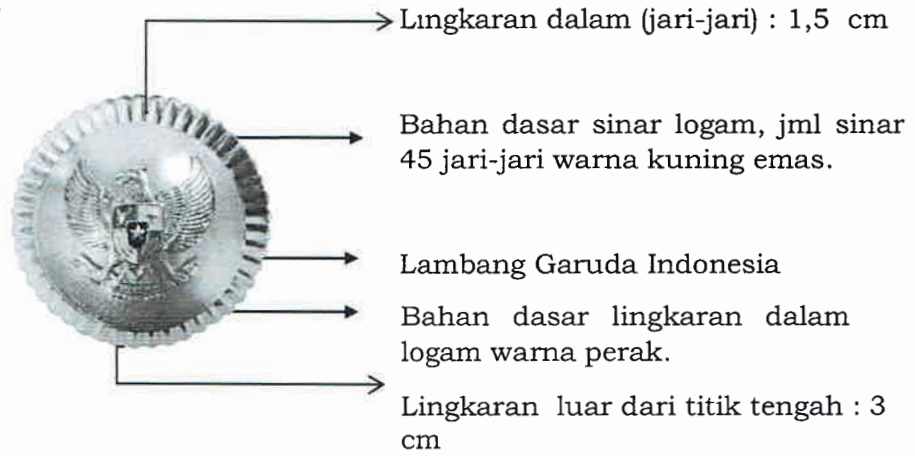 Lingkaran dalam (jari-jari) : 1,5 cm
Bahan dasar sinar logam, jml sinar
45 jari-jari warna kuning emas.
Lambang Garuda Indonesia
Bahan dasar lingkaran dalam
logam warna perak.
Lingkaran luar dari titik tengah : 3
cm